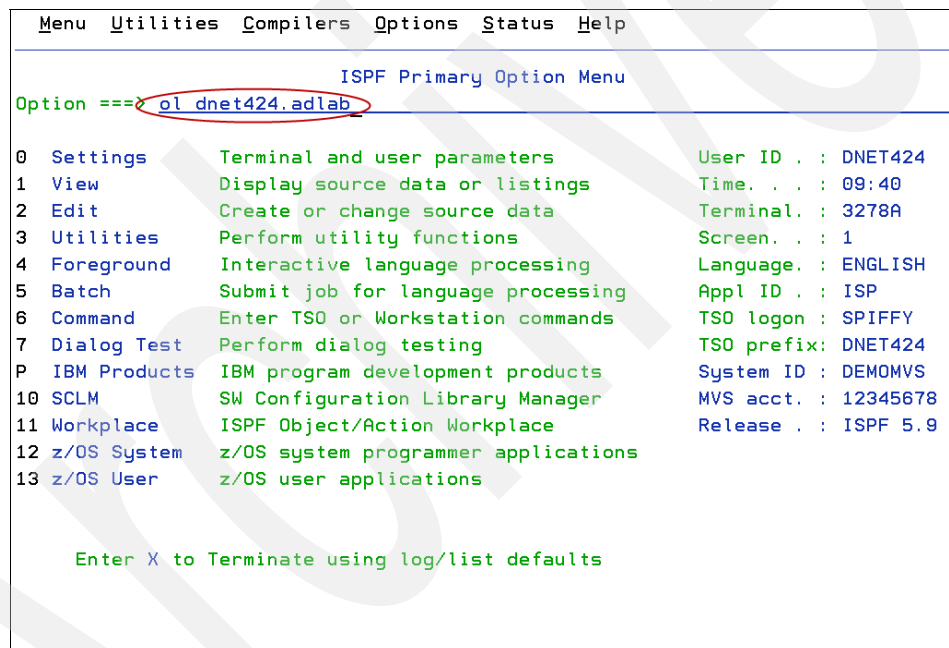 Menu Utilities Compilers Options Status Help
ISPF Primary Option Menu
Option ===> ol dnet424.adlab
0 Settings Terminal and user parameters User ID . : DNET424
1 View Display source data or listings Time. . . : 09:40
2 Edit Create or change source data Terminal. : 3278A
3 Utilities Perform utility functions Screen. . : 1
4 Foreground Interactive language processing Language. : ENGLISH
5 Batch Submit job for language processing Appl ID . : ISP
6 Command Enter TSO or Workstation commands TSO logon : SPIFFY
7 Dialog Test Perform dialog testing TSO prefix: DNET424
P IBM Products IBM program development products System ID : DEMOMVS
10 SCLM SW Configuration Library Manager MVS acct. : 12345678
11 Workplace ISPF Object/Action Workplace Release . : ISPF 5.9
12 z/OS System z/OS system programmer applications
13 z/OS User z/OS user applications
Enter X to Terminate using log/list defaults